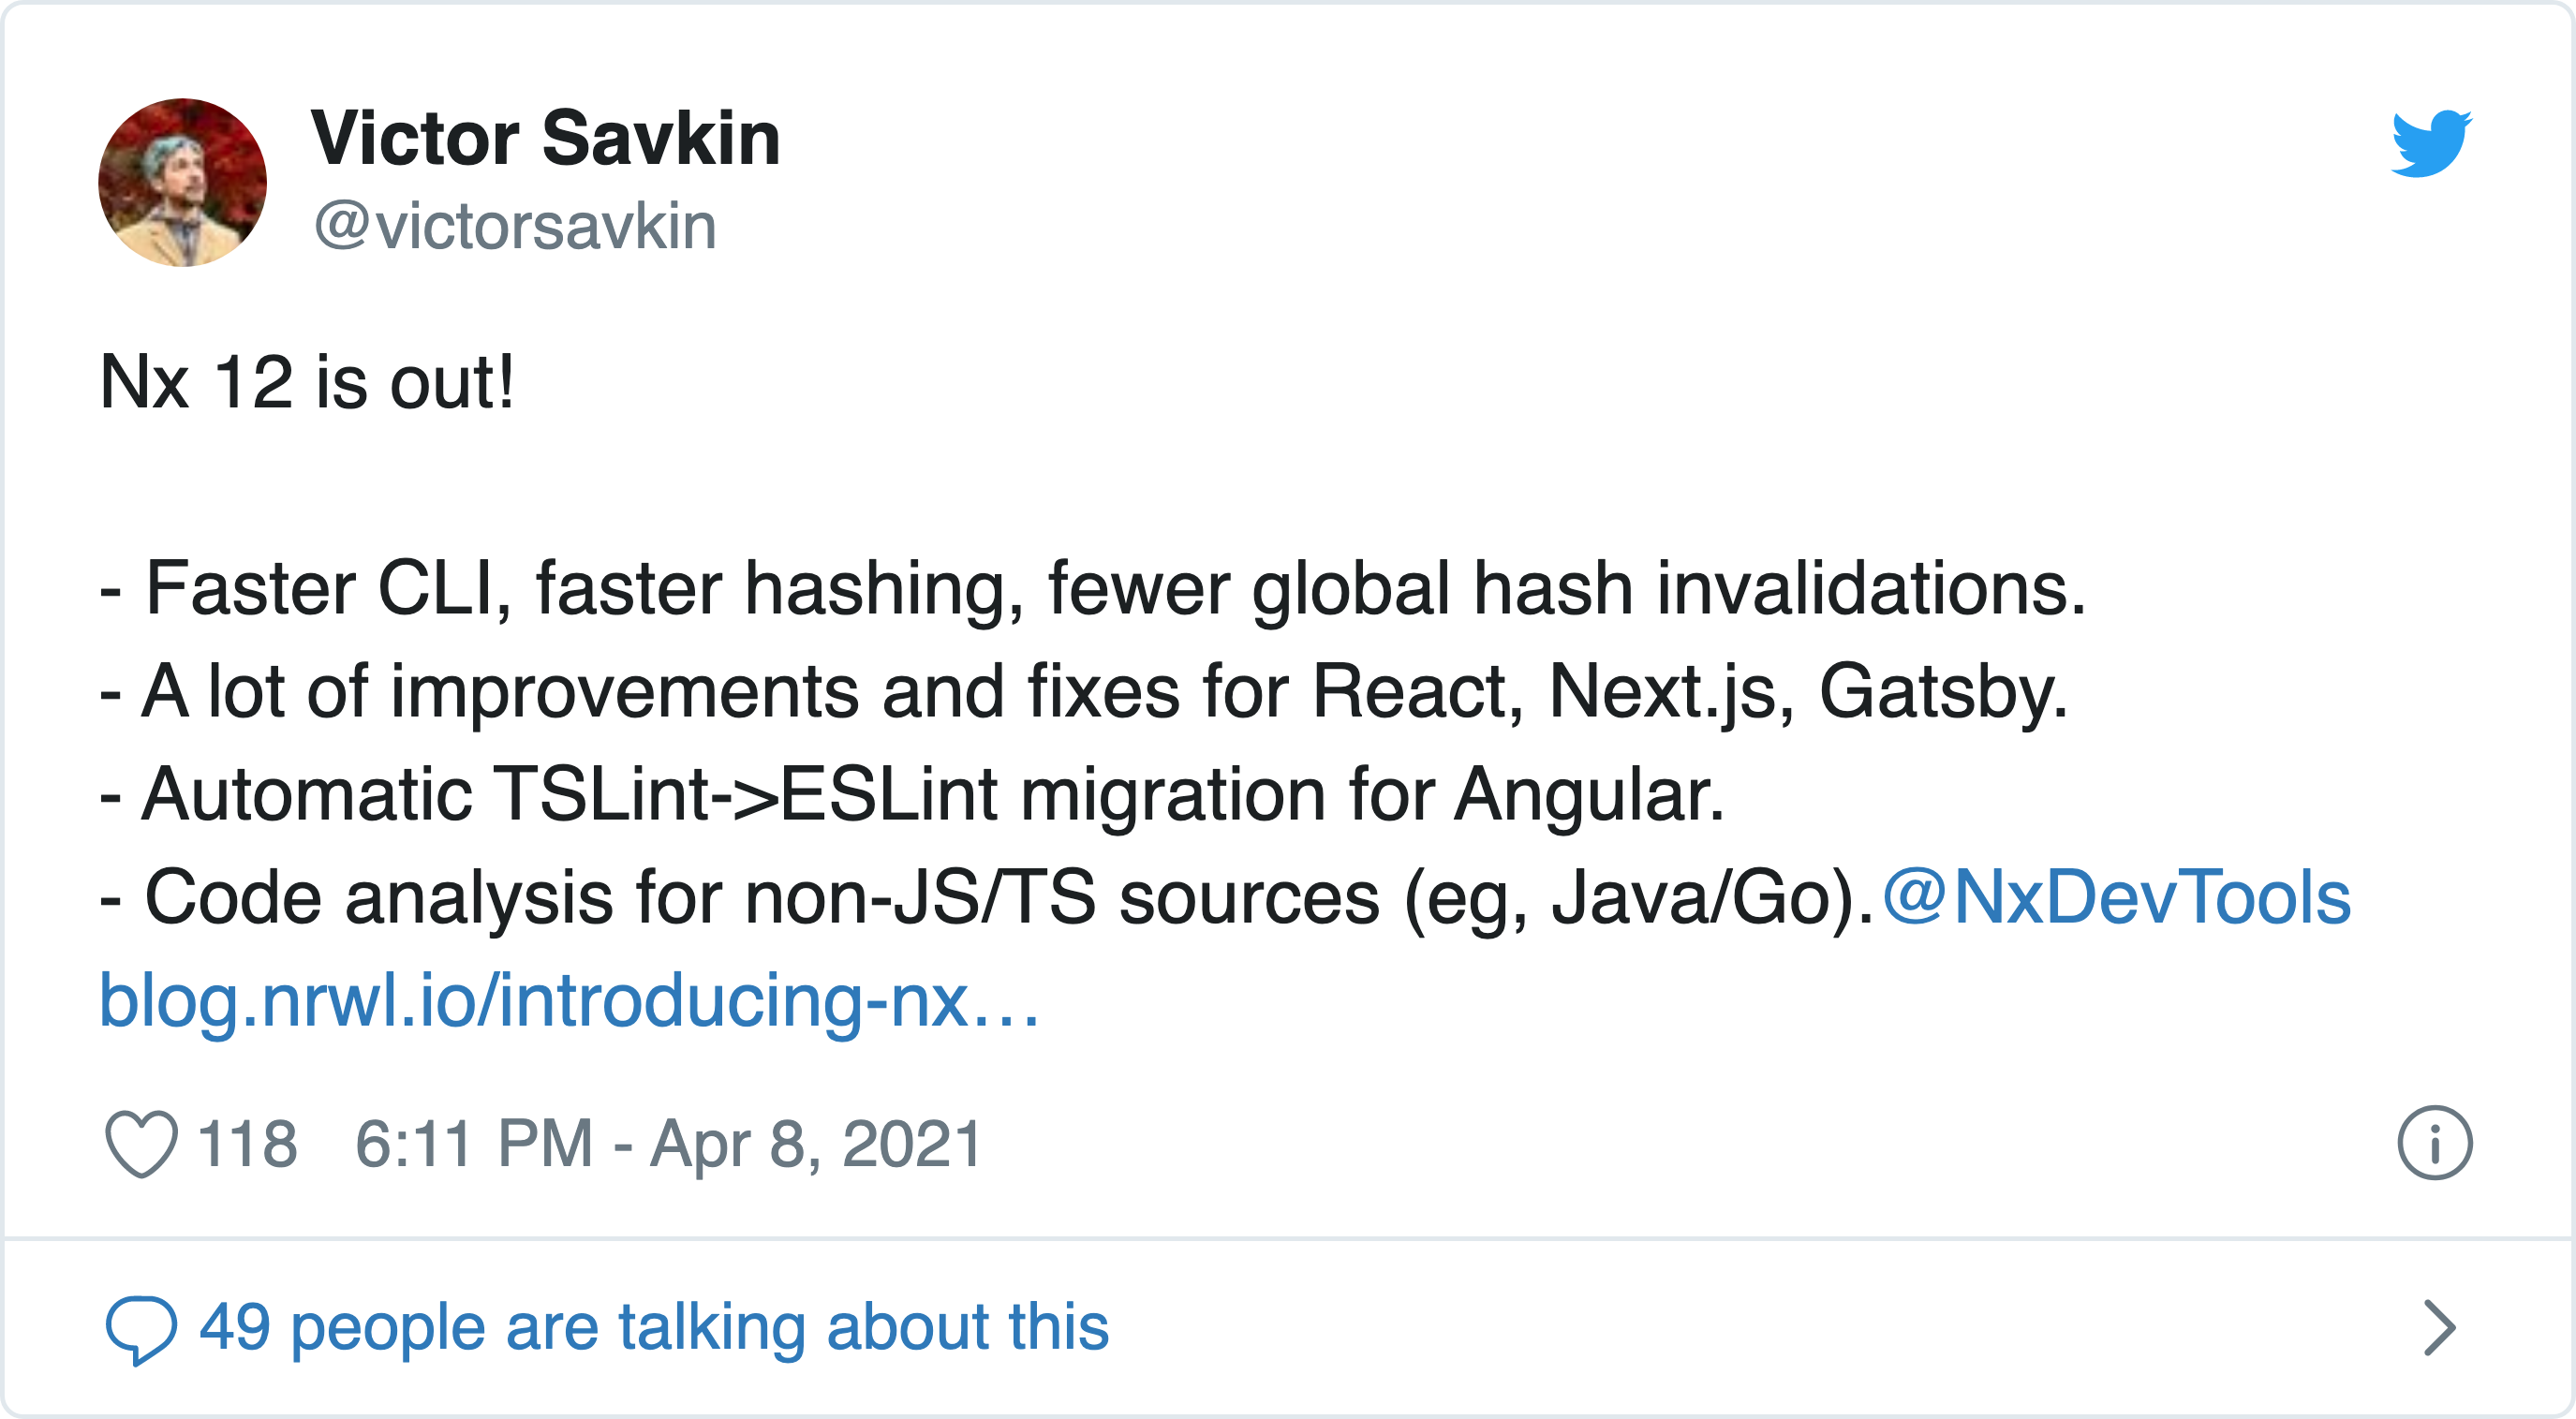 Victor Savkin
@victorsavkin
Nx 12 is out!
- Faster CLI, faster hashing, fewer global hash invalidations.
- A lot of improvements and fixes for React, Next.js, Gatsby.
- Automatic TSLint->ESLint migration for Angular.
- Code analysis for non-JS/TS sources (eg, Java/Go).@NxDevTools
blog.nrwl.io/introducing-nx…
118 6:11 PM - Apr 8, 2021
49 people are talking about this